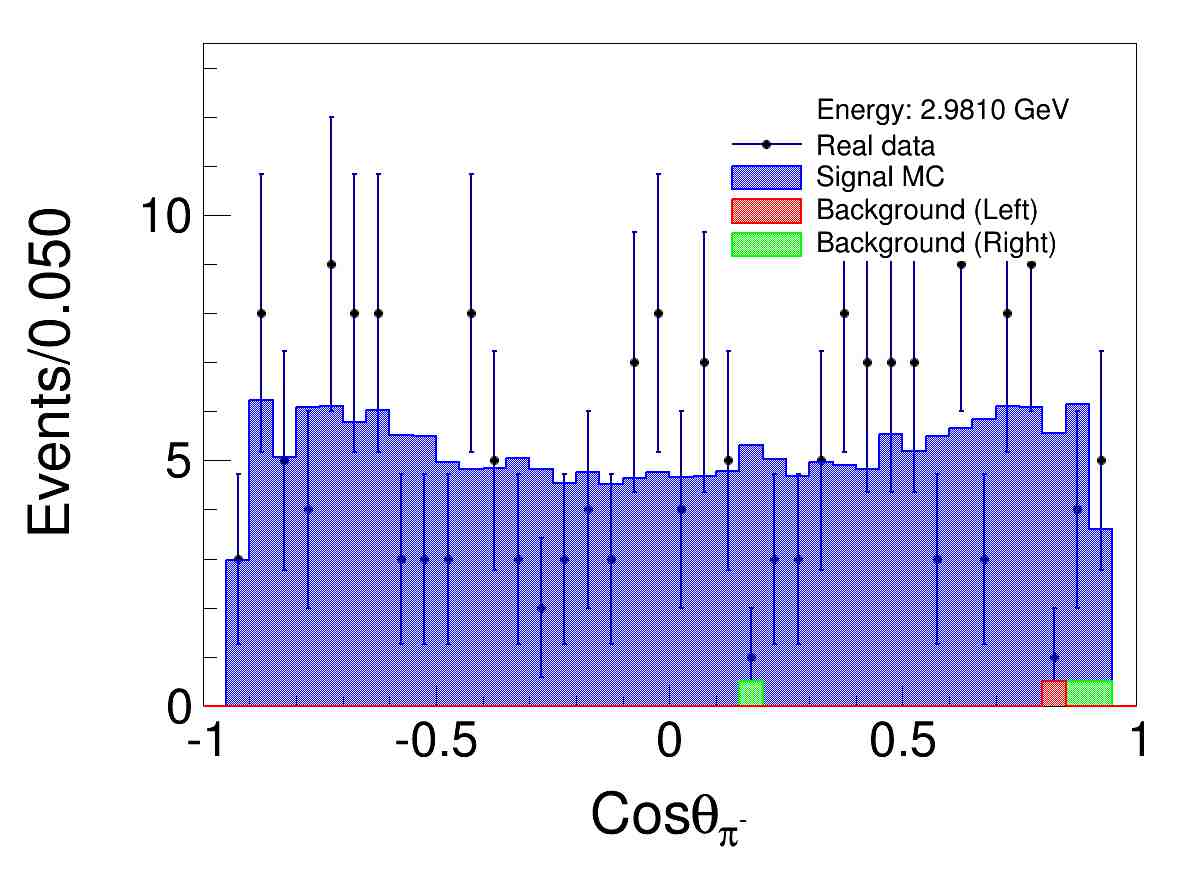 Energy: 2.9810 GeV
Real data
Signal MC
Background (Left)
Background (Right)
Events/0.050
10
5
0
-1
-0.5
0
0.5
1
Cosθπ-